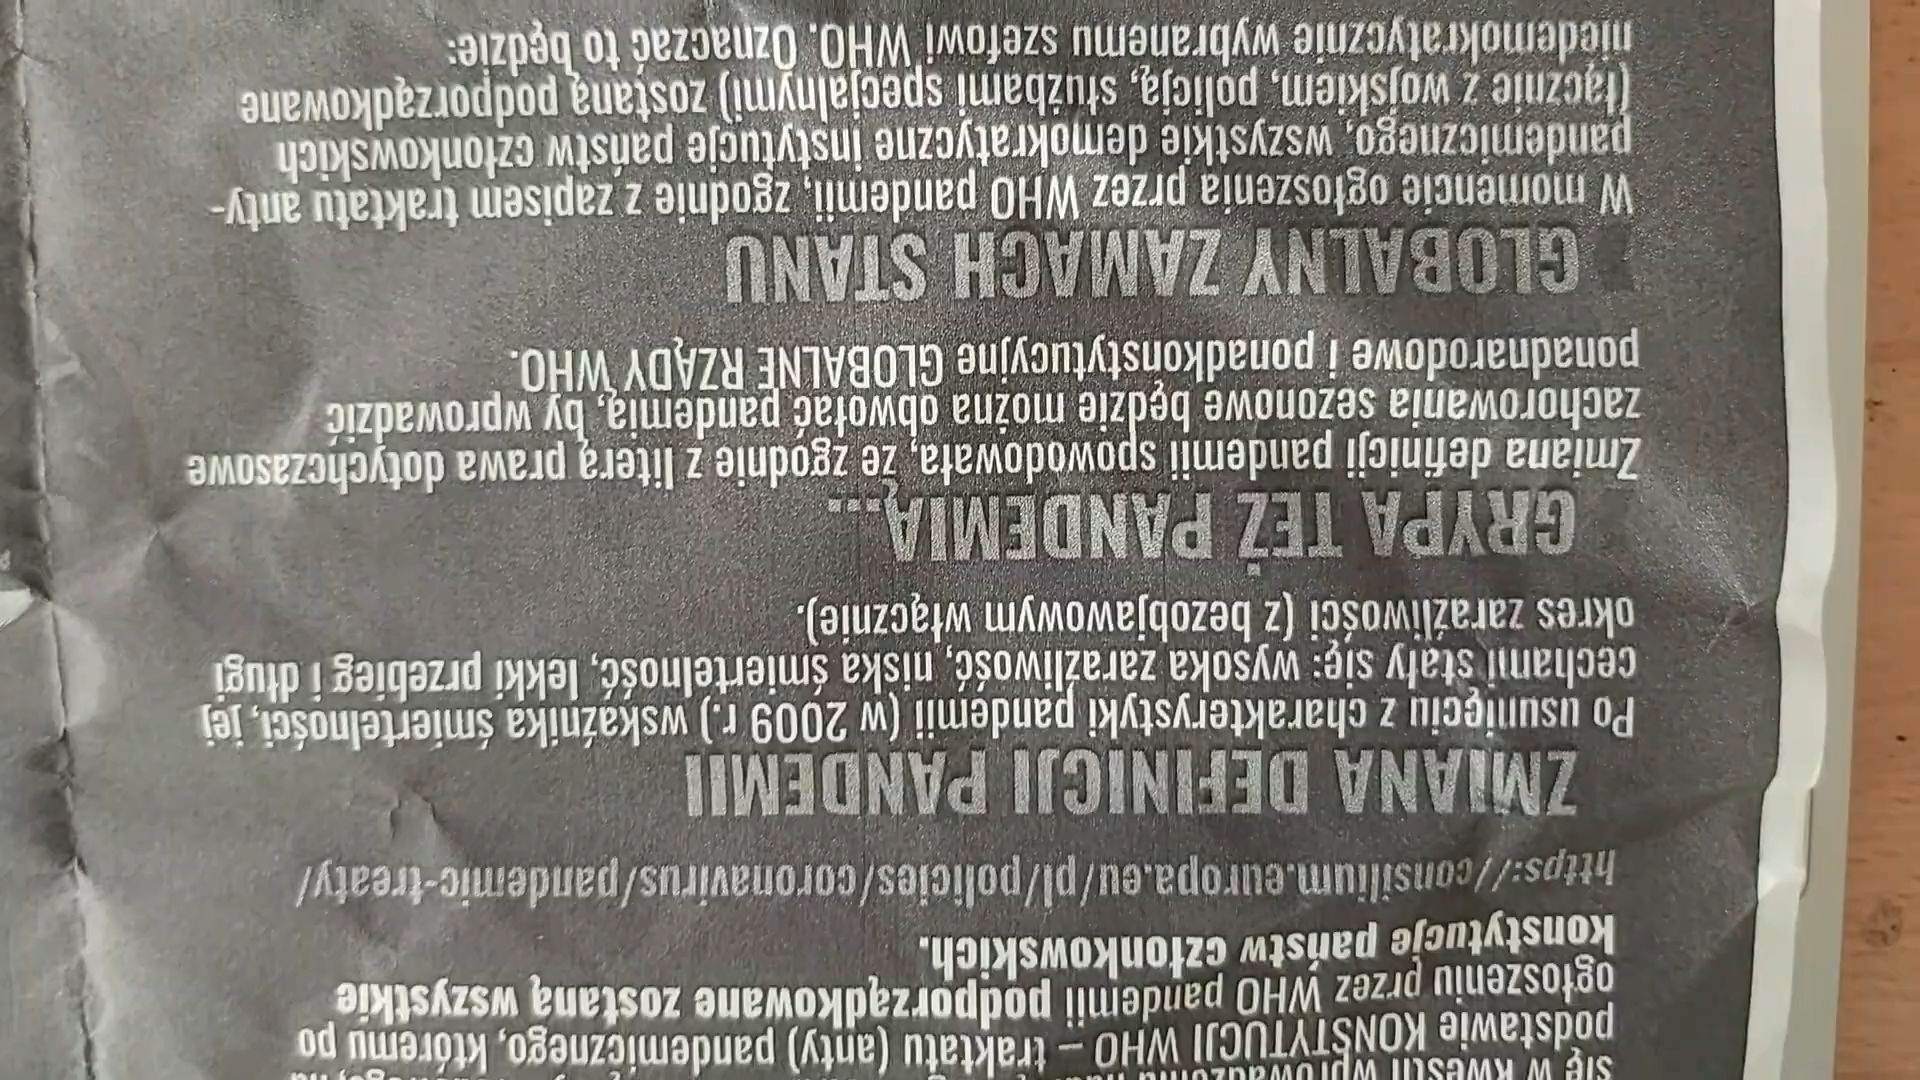 się w kwestii
podstawie KONSTYTUCJI WHO – traktatu (anty) pandemicznego, któremu po
ogłoszeniu przez WHO pandemii podporządkowane zostaną wszystkie
konstytucje państw członkowskich.
https://consilium.europa.eu/pl/policies/coronavirus/pandemic-treaty/
ZMIANA DEFINICJI PANDEMII
Po usunięciu z charakterystyki pandemii (w 2009 r.) wskaźnika śmiertelności, jej
cechami stały się: wysoka zaraźliwość, niska śmiertelność, lekki przebieg i długi
okres zaraźliwości (z bezobjawowym włącznie).
GRYPA TEŻ PANDEMIĄ...
Zmiana definicji pandemii spowodowała, że zgodnie z literą prawa dotychczasowe
zachorowania sezonowe będzie można obwołać pandemią, by wprowadzić
ponadnarodowe i ponadkonstytucyjne GLOBALNE RZĄDY WHO.
GLOBALNY ZAMACH STANU
W momencie ogłoszenia przez WHO pandemii, zgodnie z zapisem traktatu anty-
pandemicznego, wszystkie demokratyczne instytucje państw członkowskich
(łącznie z wojskiem, policją, służbami specjalnymi) zostaną podporządkowane
niedemokratycznie wybranemu szefowi WHO. Oznaczać to będzie: